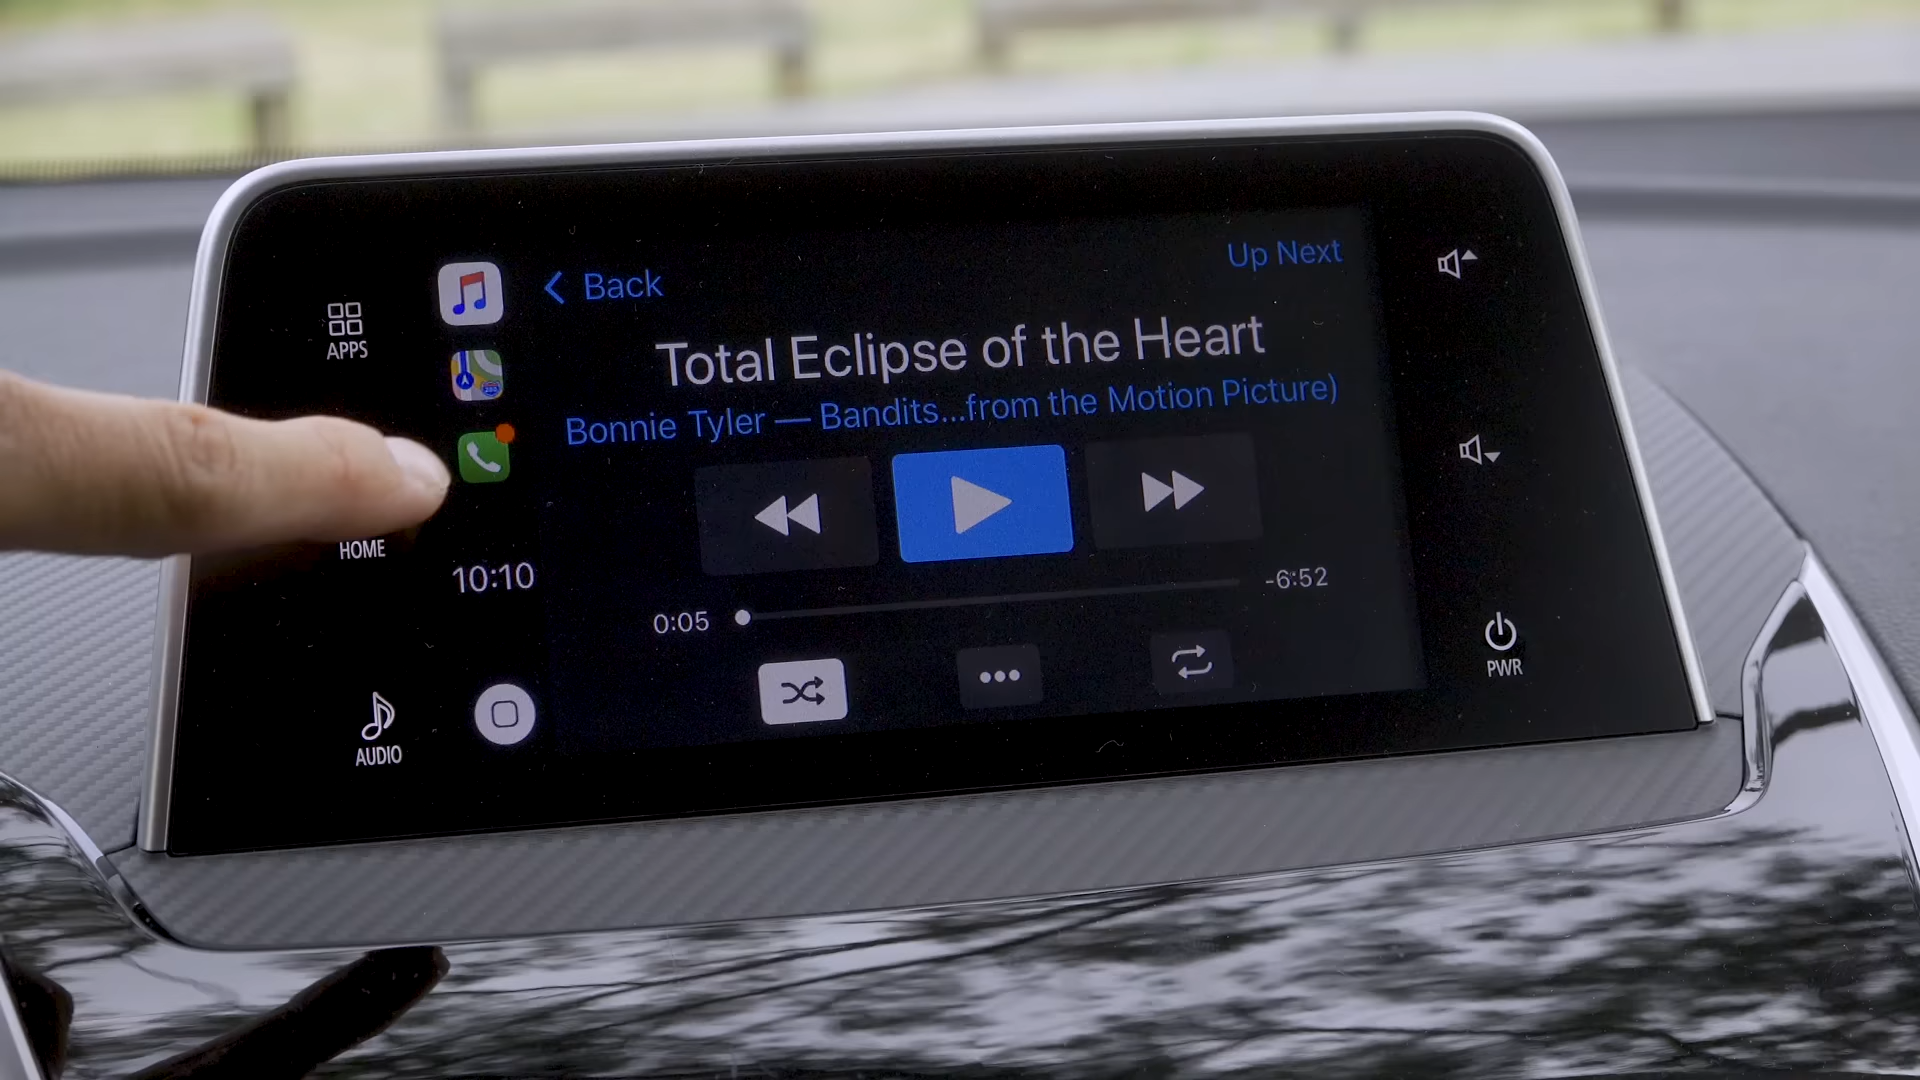 APPS
HOME
AUDIO
10:10
Back
Up Next
Total Eclipse of the Heart
Bonnie Tyler — Bandits...from the Motion Picture)
0:05
-6:52
PWR